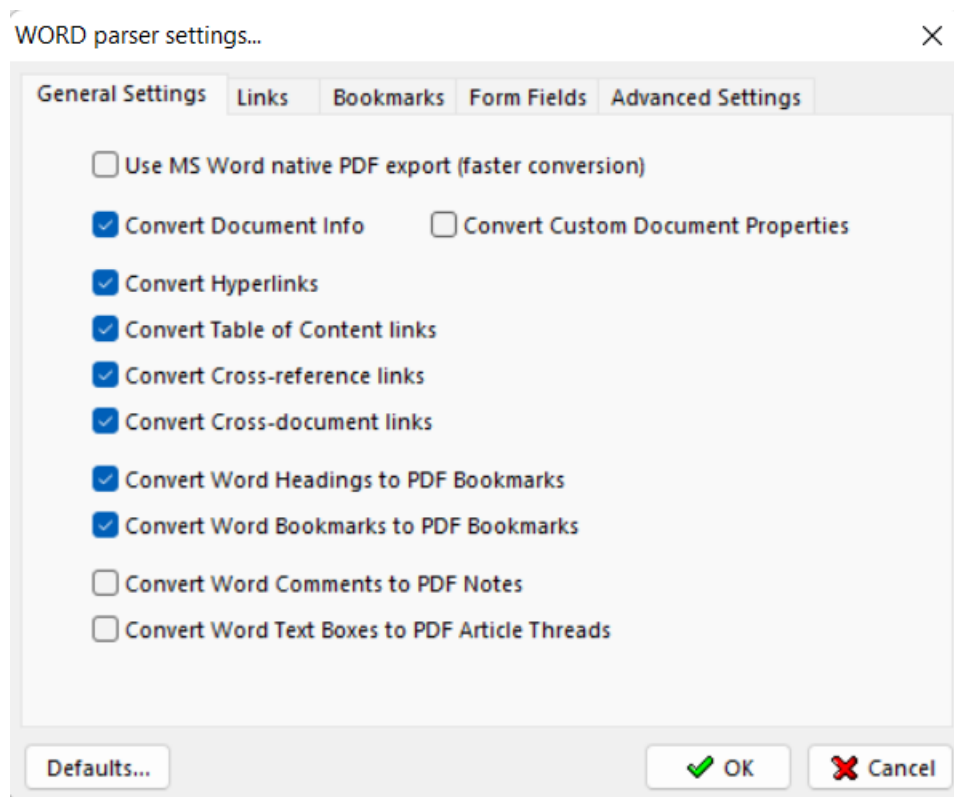 WORD parser settings...
General Settings Links Bookmarks Form Fields Advanced Settings
Use MS Word native PDF export (faster conversion)
Convert Document Info Convert Custom Document Properties
Convert Hyperlinks
Convert Table of Content links
Convert Cross-reference links
Convert Cross-document links
Convert Word Headings to PDF Bookmarks
Convert Word Bookmarks to PDF Bookmarks
Convert Word Comments to PDF Notes
Convert Word Text Boxes to PDF Article Threads
Defaults... OK Cancel